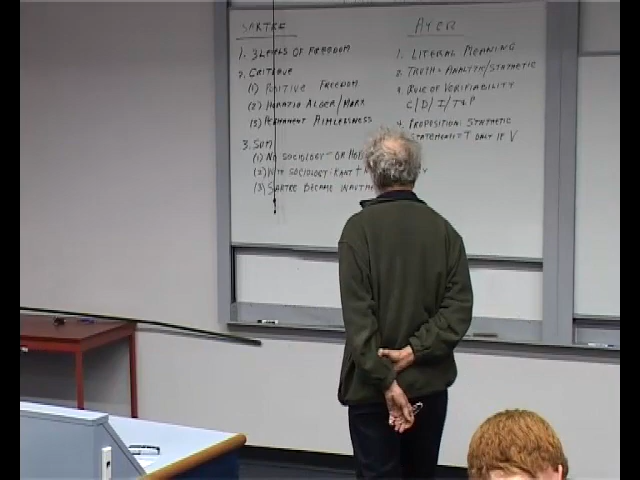 SARTRE
1. 3 LEVELS OF FREEDOM
2. CRITIQUE
(1) POSITIVE FREEDOM
(2) HORATIO ALGER/MARX
(3) PERMANENT AIMLESSNESS
3. SUM
(1) NO SOCIOLOGY - OR
(2) SOCIOLOGY: KANT +
(3) SARTRE BECAME
AYER
1. LITERAL MEANING
2. TRUTH = ANALYTIC/SYNTHETIC
3. RULE OF VERIFIABILITY
C/D/I/T&P
4. PROPOSITION: SYNTHETIC
STATEMENT = T ONLY IF V